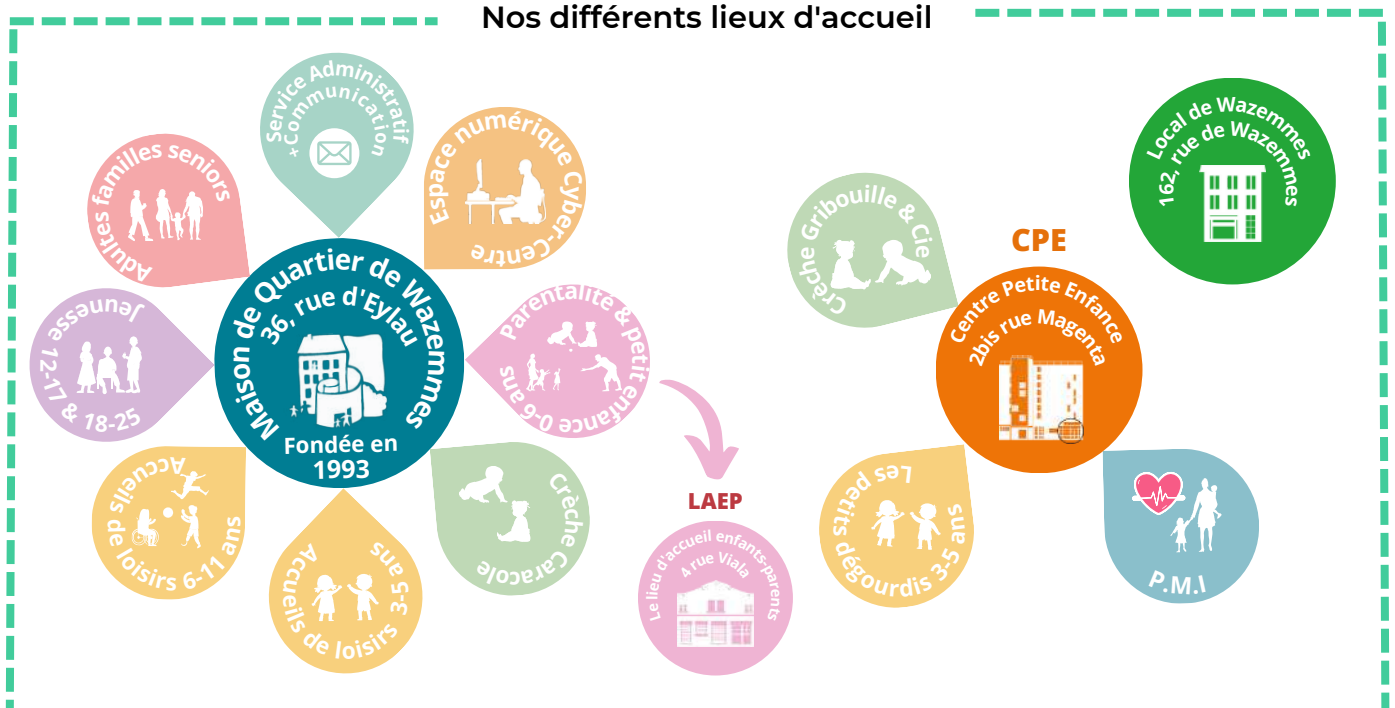 Nos différents lieux d'accueil
Service Administratif
+Communication
Adultes familles seniors
Espace numérique Cyber-Centre
Jeunesse 12-17 & 18-25
Maison de Quartier de Wazemmes
36, rue d'Eylau
Fondée en
1993
Parentalité & petit enfance 0-6 ans
Accueils de loisirs 6-11 ans
Accueils de loisirs 3-5 ans
Crèche Caracole
LAEP
Le lieu d'accueil enfants-parents
4 rue Viala
Crèche Gribouille & Cie
CPE
Centre Petite Enfance
2bis rue Magenta
Les petits dégourdis 3-5 ans
P.M.I
Local de Wazemmes
162, rue de Wazemmes